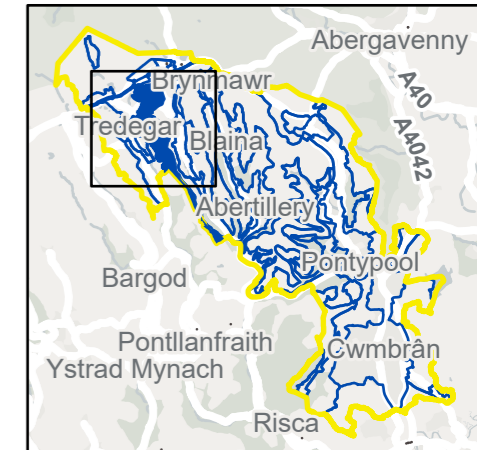 Abergavenny
Brynmawr
A40
Tredegar
A4042
Blaina
Abertillery
Pontypool
Bargod
Pontllanfraith
Cwmbrân
Ystrad Mynach
Risca